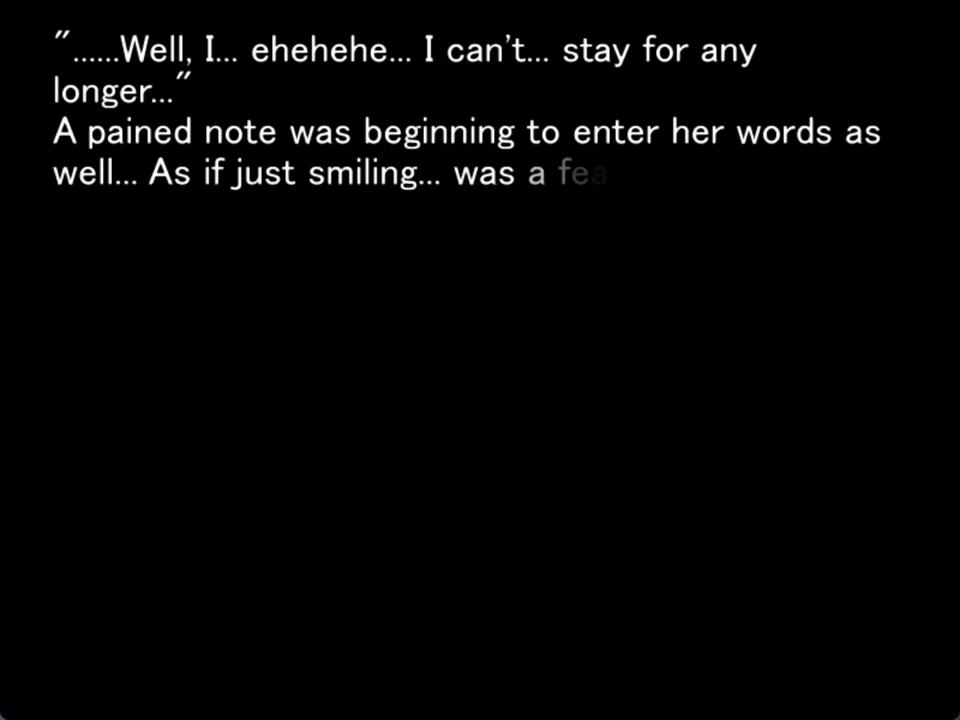 "......Well, I... ehehehe... I can't... stay for any
longer..."
A pained note was beginning to enter her words as
well... As if just smiling... was a fea